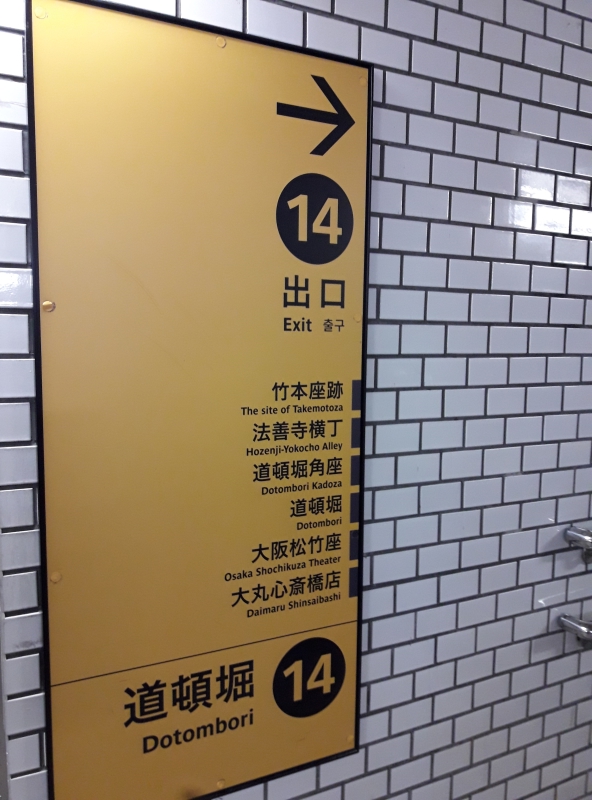 →
14
出口
Exit 출구
竹本座跡
The site of Takemotoza
法善寺横丁
Hozenji-Yokocho Alley
道頓堀角座
Dotombori Kadoza
道頓堀
Dotombori
大阪松竹座
Osaka Shochikuza Theater
大丸心斎橋店
Daimaru Shinsaibashi
道頓堀 14
Dotombori